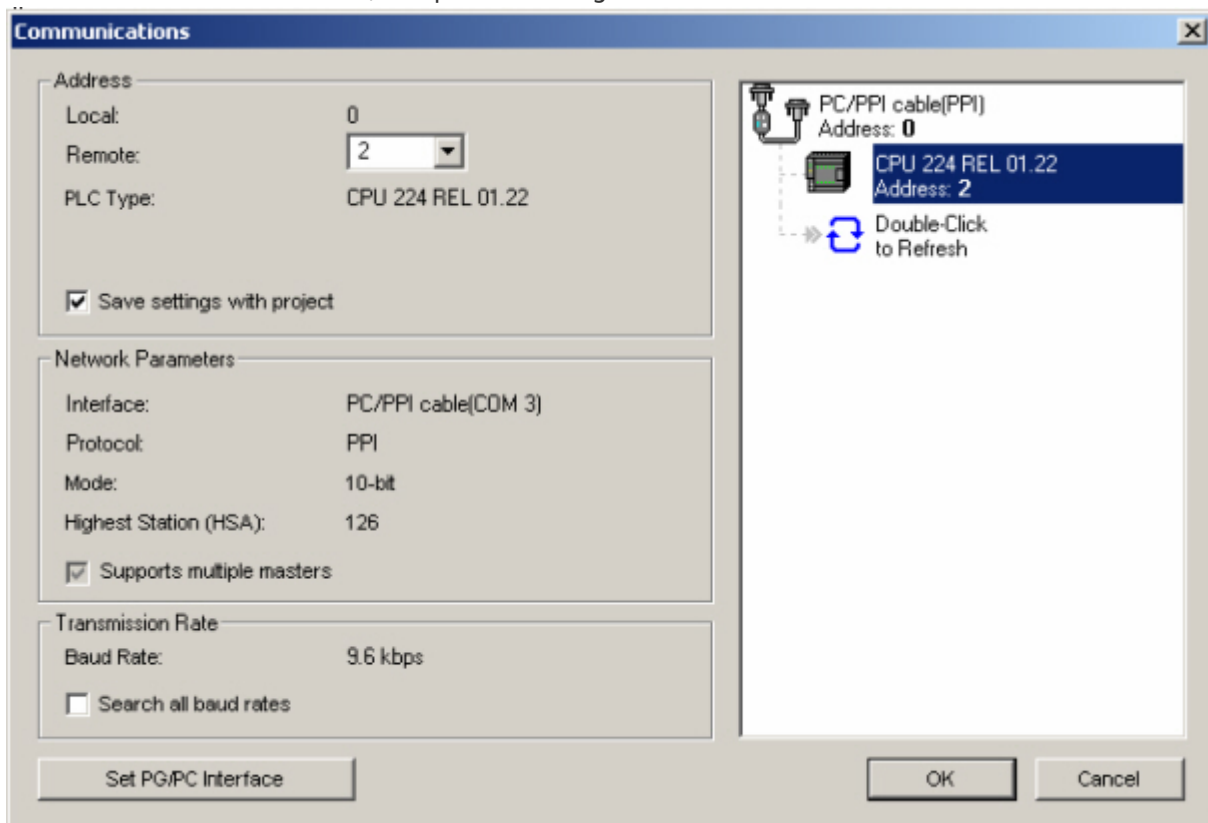 Communications
Address
Local: 0
Remote: 2
PLC Type: CPU 224 REL 01.22
Save settings with project
Network Parameters
Interface: PC/PPI cable(COM 3)
Protocol: PPI
Mode: 10-bit
Highest Station (HSA): 126
Supports multiple masters
Transmission Rate
Baud Rate: 9.6 kbps
Search all baud rates
Set PG/PC Interface
PC/PPI cable(PPI)
Address: 0
CPU 224 REL 01.22
Address: 2
Double-Click
to Refresh
OK
Cancel